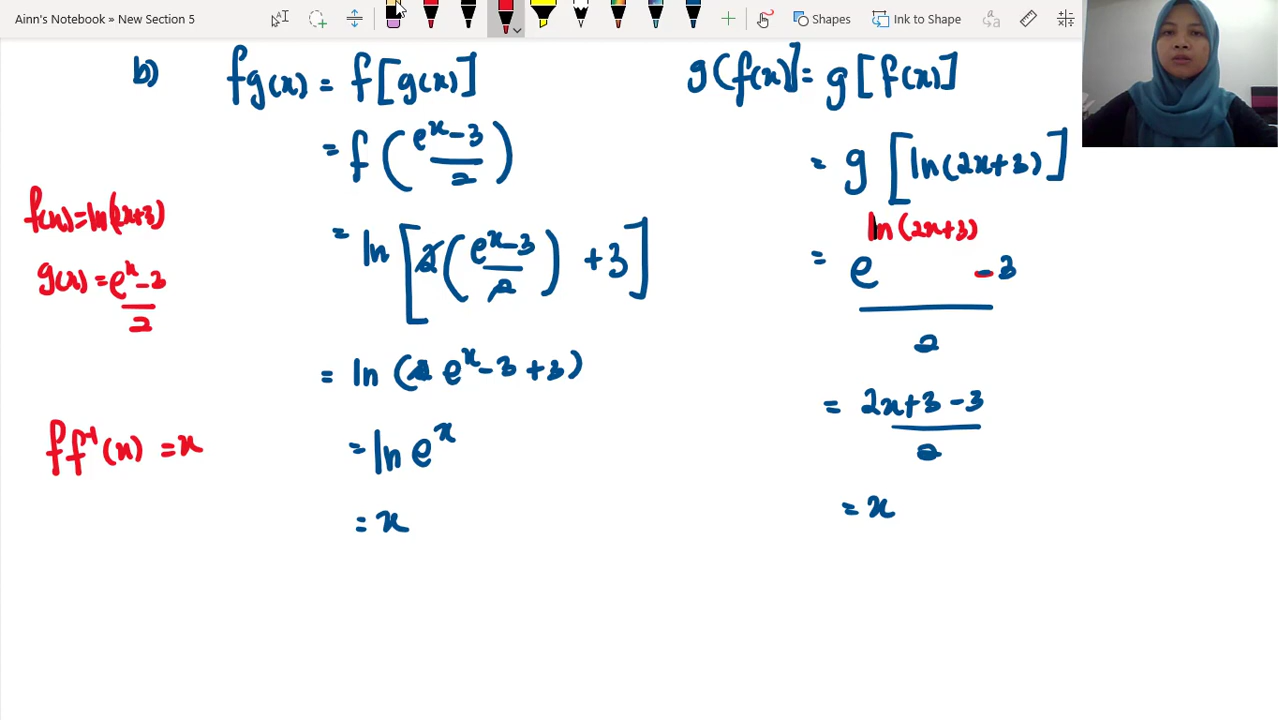 Ainn's Notebook » New Section 5
Shapes
Ink to Shape
b) fg(x) = f[g(x)]
= f((e^x-3)/2)
f(x)=ln(2x+3)
g(x)=(e^x-3)/2
= ln[2((e^x-3)/2)+3]
= ln(e^x-3+3)
ff^-1(x)=x
= ln e^x
= x
g(f(x)]= g[f(x)]
= g[ln(2x+3)]
= (e^ln(2x+3) -3)/2
= (2x+3-3)/2
= x